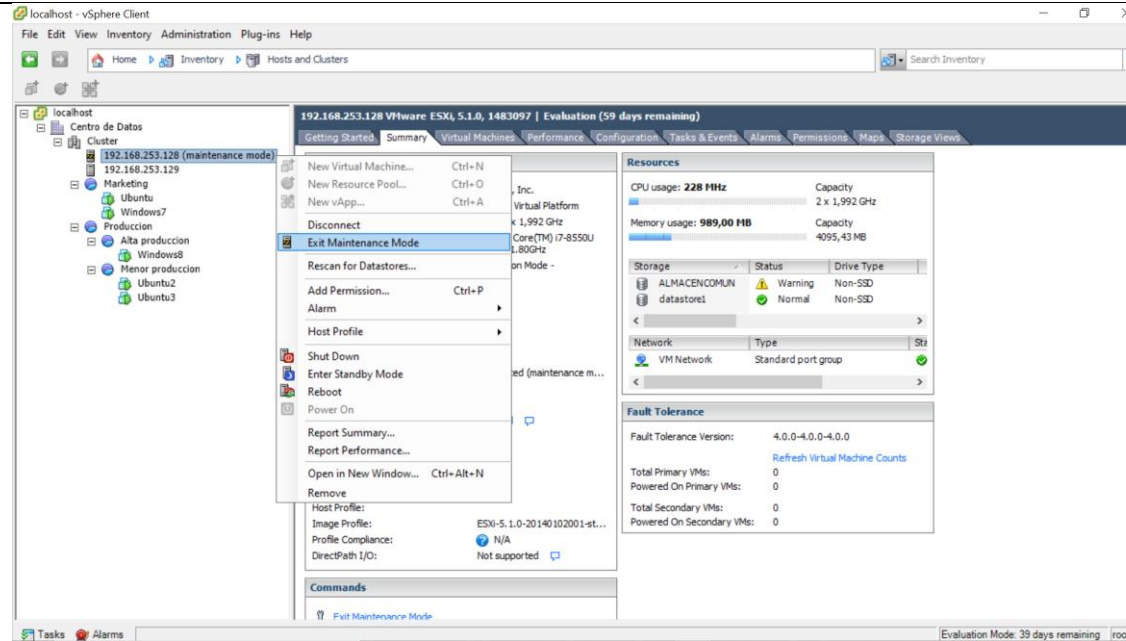 localhost - vSphere Client
File Edit View Inventory Administration Plug-ins Help
Home Inventory Hosts and Clusters
Search Inventory
localhost
Centro de Datos
Cluster
192.168.253.128 (maintenance mode)
192.168.253.129
Marketing
Ubuntu
Windows7
Produccion
Alta produccion
Windows8
Menor produccion
Ubuntu2
Ubuntu3
192.168.253.128 VMware ESXi, 5.1.0, 1483097 | Evaluation (59 days remaining)
Getting Started Summary Virtual Machines Performance Configuration Tasks & Events Alarms Permissions Maps Storage Views
New Virtual Machine... Ctrl+N
New Resource Pool... Ctrl+O
New vApp... Ctrl+A
Disconnect
Exit Maintenance Mode
Rescan for Datastores...
Add Permission... Ctrl+P
Alarm
Host Profile
Shut Down
Enter Standby Mode
Reboot
Power On
Report Summary...
Report Performance...
Open in New Window... Ctrl+Alt+N
Remove
, Inc.
Virtual Platform
x 1,992 GHz
Core(TM) i7-8550U
1.80GHz
on Mode -
ted (maintenance m...
Host Profile:
Image Profile: ESXi-5.1.0-20140102001-st...
Profile Compliance: N/A
DirectPath I/O: Not supported
Commands
Exit Maintenance Mode
Resources
CPU usage: 228 MHz Capacity
2 x 1,992 GHz
Memory usage: 989,00 MB Capacity
4095,43 MB
Storage Status Drive Type
ALMACENCOMUN Warning Non-SSD
datastore1 Normal Non-SSD
Network Type Sta
VM Network Standard port group
Fault Tolerance
Fault Tolerance Version: 4.0.0-4.0.0-4.0.0
Refresh Virtual Machine Counts
Total Primary VMs: 0
Powered On Primary VMs: 0
Total Secondary VMs: 0
Powered On Secondary VMs: 0
Tasks Alarms
Evaluation Mode: 39 days remaining roo